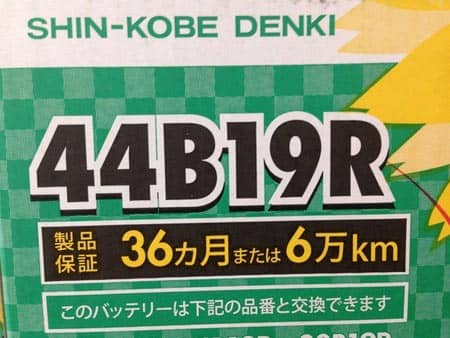 SHIN-KOBE DENKI
44B19R
製品
保証
36カ月または6万km
このバッテリーは下記の品番と交換できます